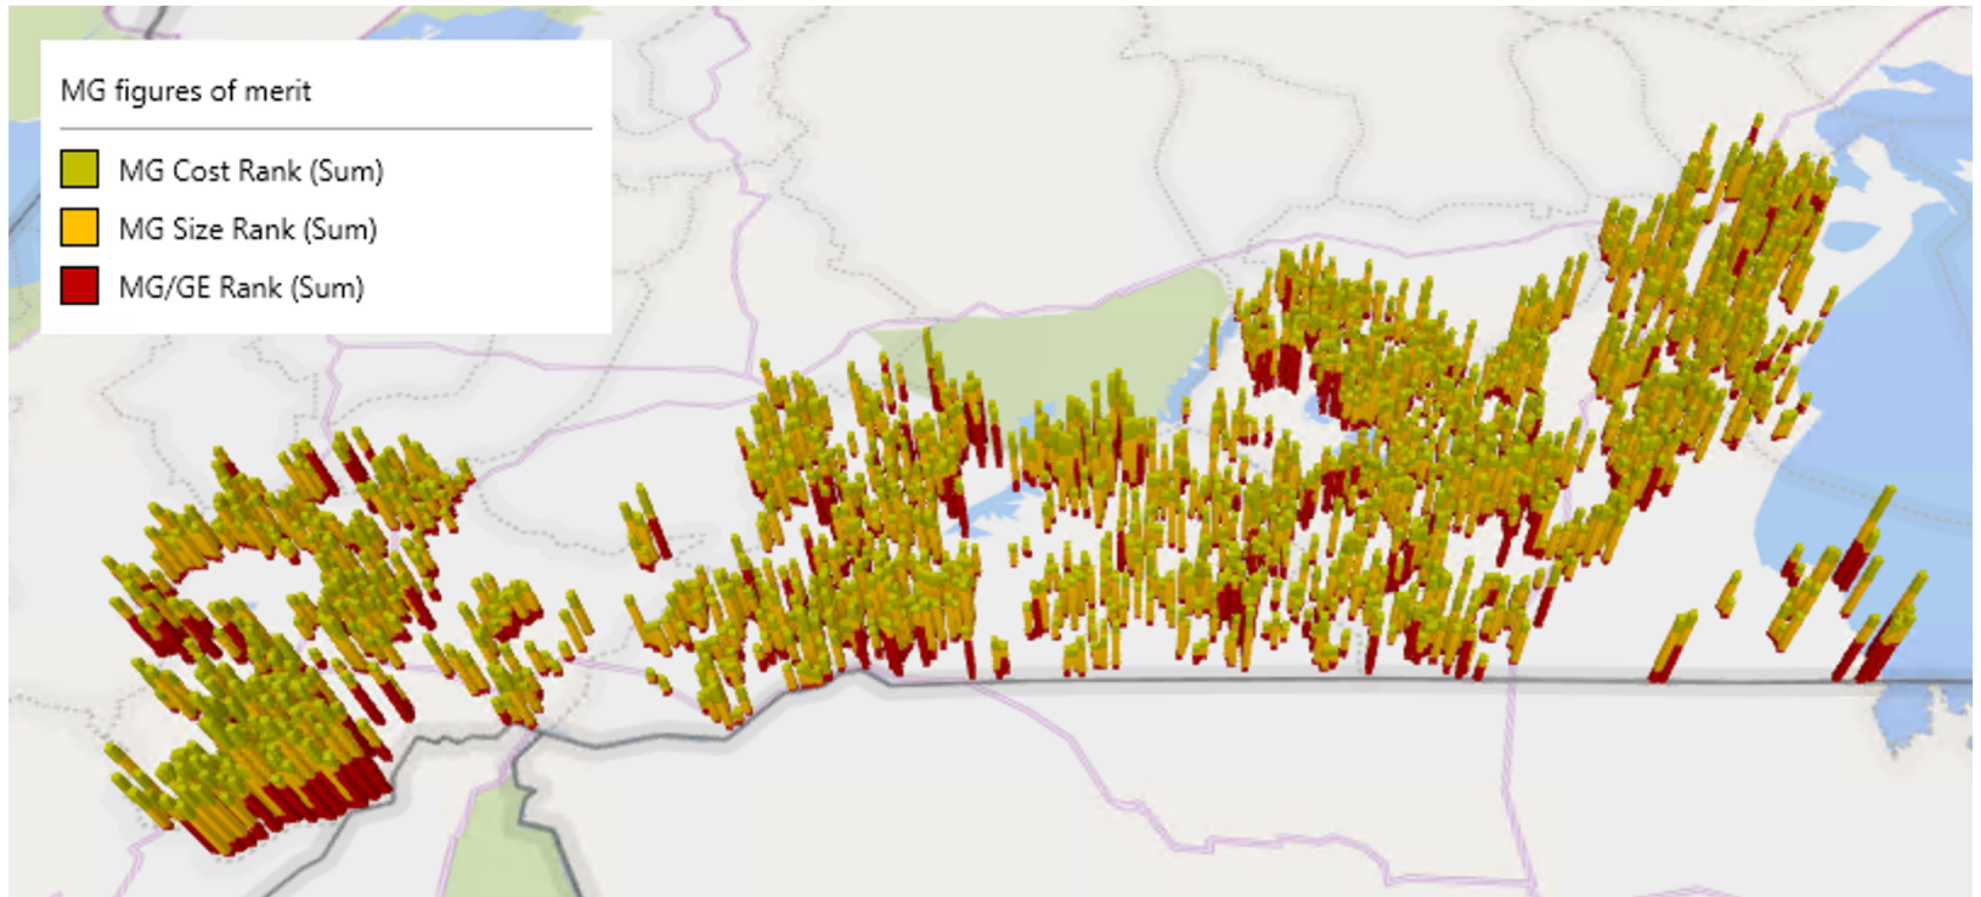 MG figures of merit
MG Cost Rank (Sum)
MG Size Rank (Sum)
MG/GE Rank (Sum)